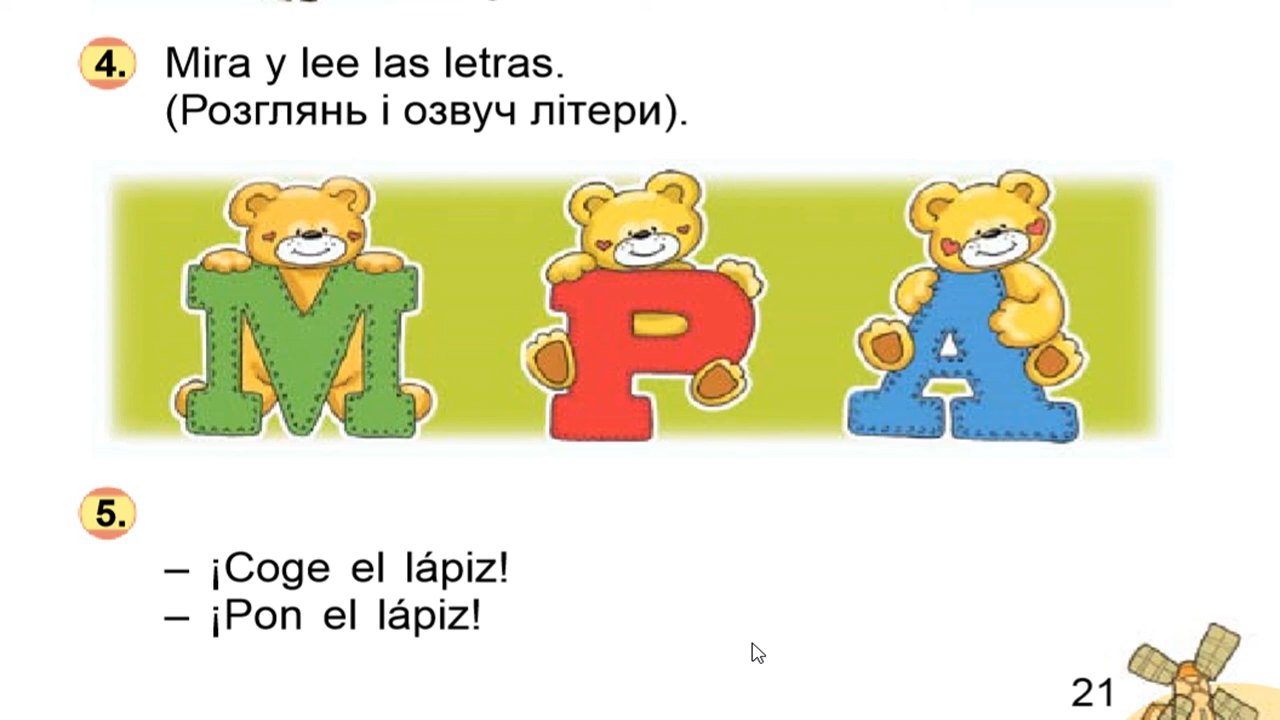 4. Mira y lee las letras.
(Розглянь і озвуч літери).
M P A
5.
– ¡Coge el lápiz!
– ¡Pon el lápiz!
21